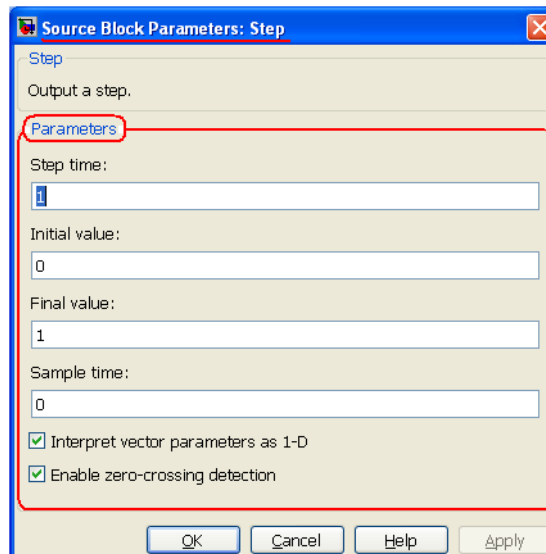 Source Block Parameters: Step
Step
Output a step.
Parameters
Step time:
1
Initial value:
0
Final value:
1
Sample time:
0
Interpret vector parameters as 1-D
Enable zero-crossing detection
OK Cancel Help Apply